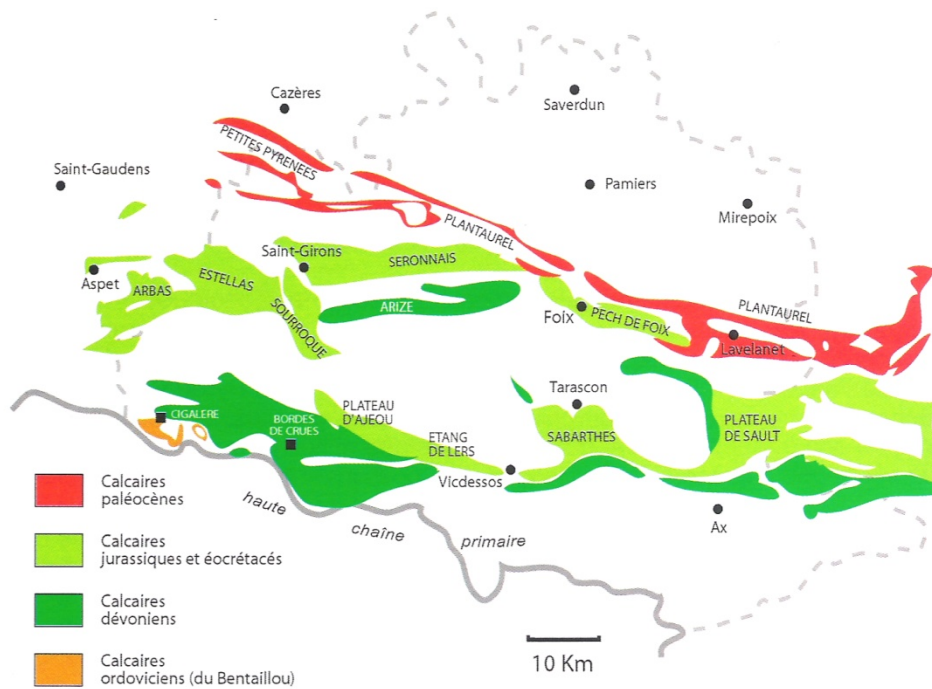 Cazères
Saverdun
PETITES PYRENEES
Saint-Gaudens
Pamiers
Mirepoix
PLANTAUREL
Saint-Girons
SERONNAIS
ESTELLAS
Aspet
ARBAS
SOURROQUE
ARIZE
Foix
PECH DE FOIX
PLANTAUREL
Lavelanet
Tarascon
CIGALERE
PLATEAU
D'AJEOU
BORDES
DE CRUES
ETANG
DE LERS
SABARTHÈS
PLATEAU
DE SAULT
Vicdessos
Ax
haute
chaîne
primaire
Calcaires
paléocènes
Calcaires
jurassiques et éocrétacés
Calcaires
dévoniens
Calcaires
ordoviciens (du Bentaillou)
10 Km